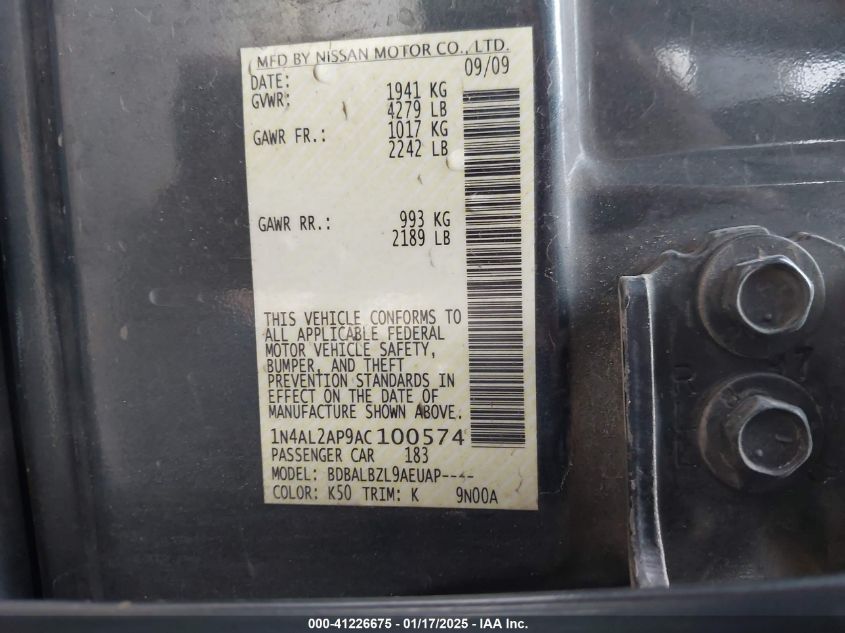 MFD BY NISSAN MOTOR CO., LTD.
DATE: 09/09
GVWR: 1941 KG
4279 LB
GAWR FR.: 1017 KG
2242 LB
GAWR RR.: 993 KG
2189 LB
THIS VEHICLE CONFORMS TO
ALL APPLICABLE FEDERAL
MOTOR VEHICLE SAFETY,
BUMPER, AND THEFT
PREVENTION STANDARDS IN
EFFECT ON THE DATE OF
MANUFACTURE SHOWN ABOVE.
1N4AL2AP9AC100574
PASSENGER CAR 183
MODEL: BDBALBZL9AEUAP----
COLOR: K50 TRIM: K 9N00A
000-41226675 - 01/17/2025 - IAA Inc.